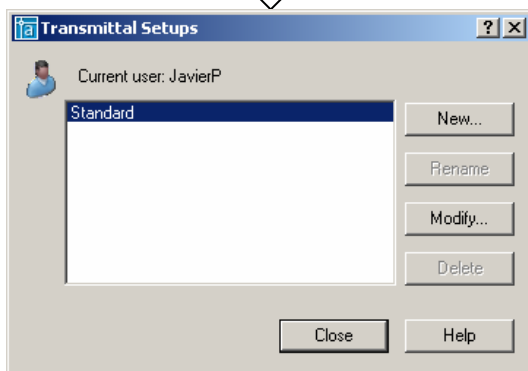 Transmittal Setups
Current user: JavierP
Standard
New...
Rename
Modify...
Delete
Close
Help